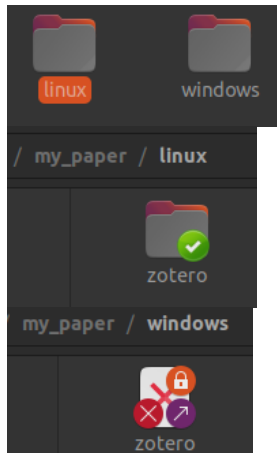 linux windows
/ my_paper / linux
zotero
/ my_paper / windows
zotero